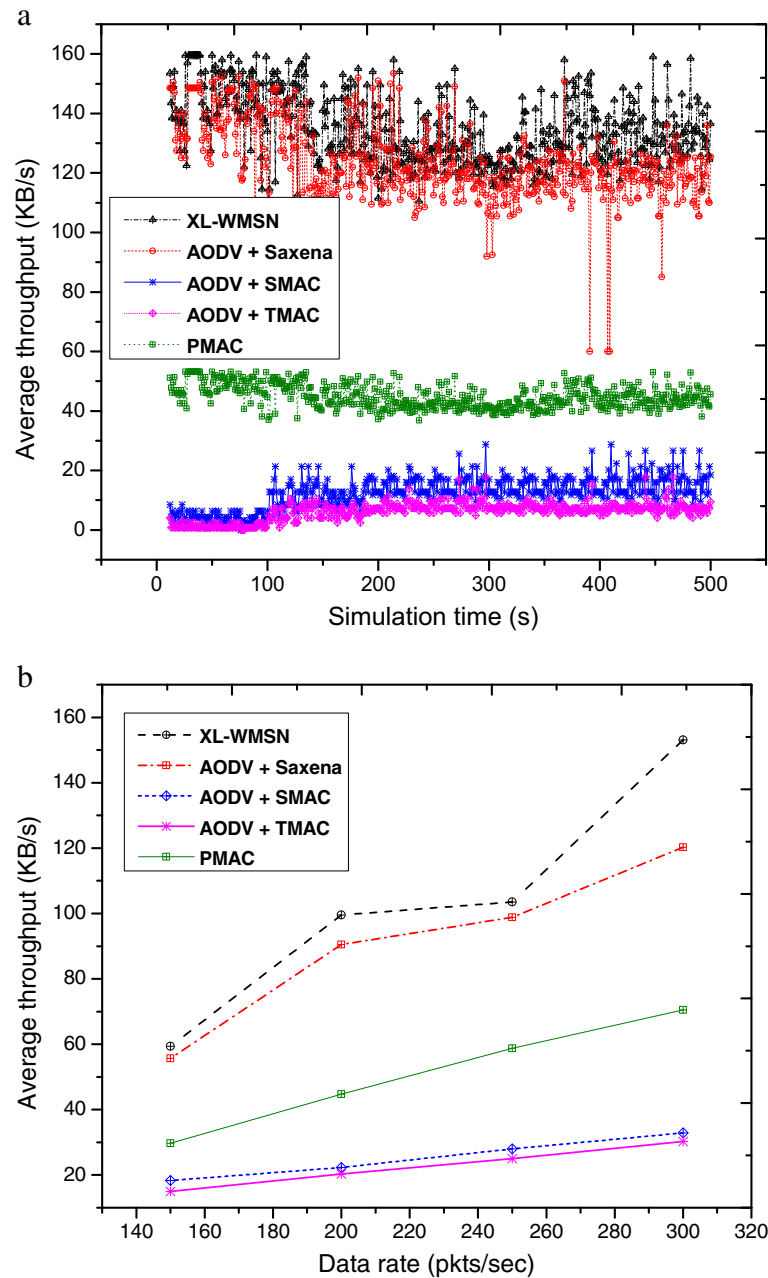 a
160
140
120
100
80
60
40
20
0
Average throughput (KB/s)
XL-WMSN
AODV + Saxena
AODV + SMAC
AODV + TMAC
PMAC
0 100 200 300 400 500
Simulation time (s)
b
160
140
120
100
80
60
40
20
Average throughput (KB/s)
XL-WMSN
AODV + Saxena
AODV + SMAC
AODV + TMAC
PMAC
140 160 180 200 220 240 260 280 300 320
Data rate (pkts/sec)